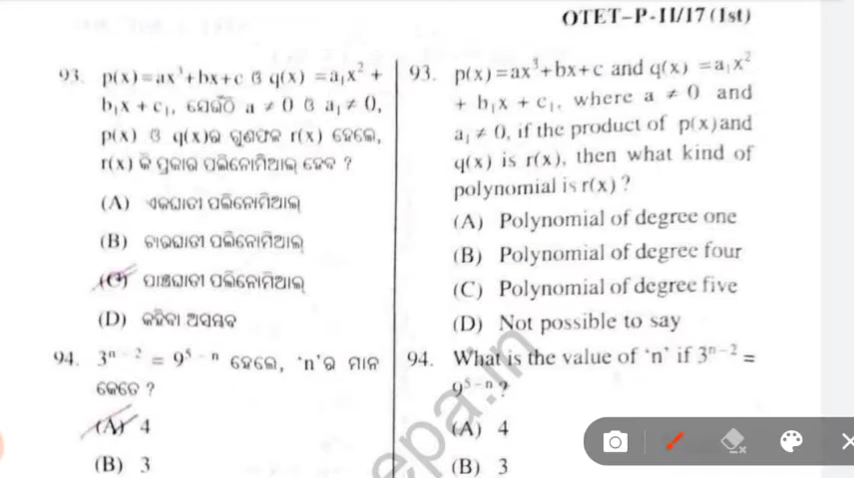 OTET–P-II/17 (1st)
93. p(x)=ax³+bx+c ଓ q(x) =a₁x² +
b₁x + c₁, ଯେଉଁଠି a ≠ 0 ଓ a₁ ≠ 0,
p(x) ଓ q(x)ର ଗୁଣଫଳ r(x) ହେଲେ,
r(x) କି ପ୍ରକାର ପଲିନୋମିଆଲ୍ ହେବ ?
(A) ଏକଘାତୀ ପଲିନୋମିଆଲ୍
(B) ଚାରଘାତୀ ପଲିନୋମିଆଲ୍
(C) ପାଞ୍ଚଘାତୀ ପଲିନୋମିଆଲ୍
(D) କହିବା ଅସମ୍ଭବ
94. 3ⁿ ⁻ ² = 9⁵ ⁻ ⁿ ହେଲେ, ‘n’ର ମାନ
କେତେ ?
(A) 4
(B) 3
93. p(x)=ax³+bx+c and q(x) =a₁x²
+ b₁x + c₁, where a ≠ 0 and
a₁ ≠ 0, if the product of p(x)and
q(x) is r(x), then what kind of
polynomial is r(x) ?
(A) Polynomial of degree one
(B) Polynomial of degree four
(C) Polynomial of degree five
(D) Not possible to say
94. What is the value of ‘n’ if 3ⁿ⁻² =
9⁵⁻ⁿ ?
(A) 4
(B) 3
epa.in